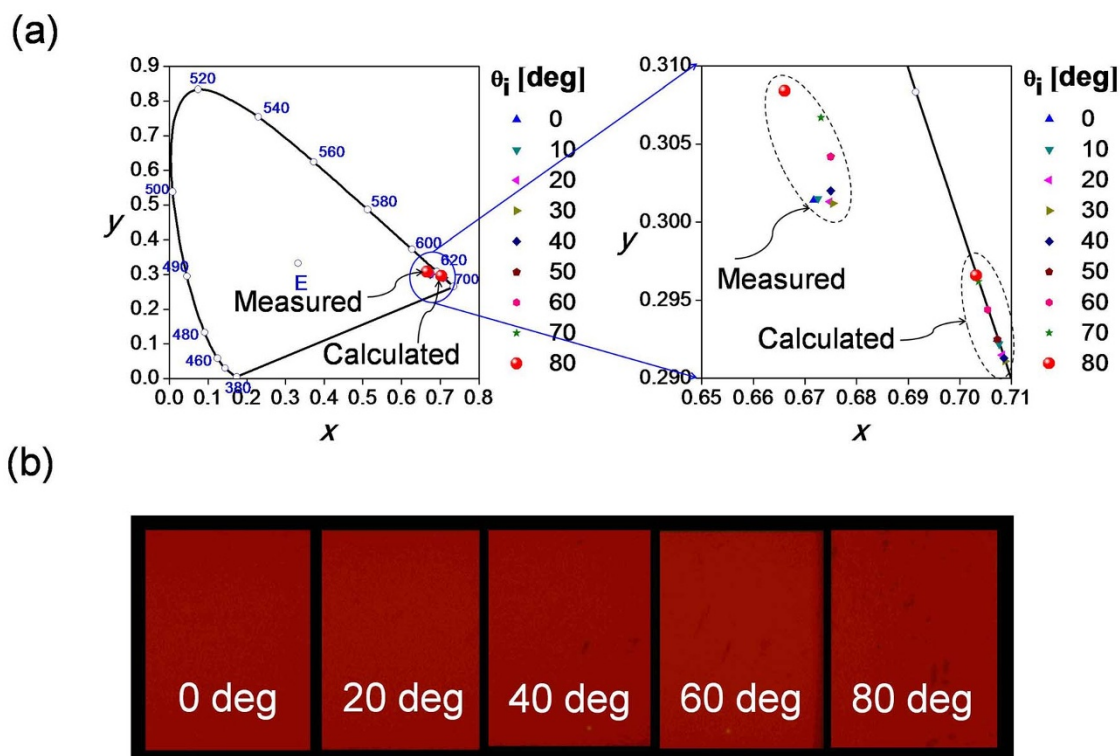 (a)
0.9
0.8
0.7
0.6
0.5
0.4
0.3
0.2
0.1
0.0
y
0.0 0.1 0.2 0.3 0.4 0.5 0.6 0.7 0.8
x
520
540
560
580
600
620
700
500
490
480
460
380
E
Measured
Calculated
θi [deg]
0
10
20
30
40
50
60
70
80
0.310
0.305
0.300
0.295
0.290
y
0.65 0.66 0.67 0.68 0.69 0.70 0.71
x
Measured
Calculated
θi [deg]
0
10
20
30
40
50
60
70
80
(b)
0 deg 20 deg 40 deg 60 deg 80 deg